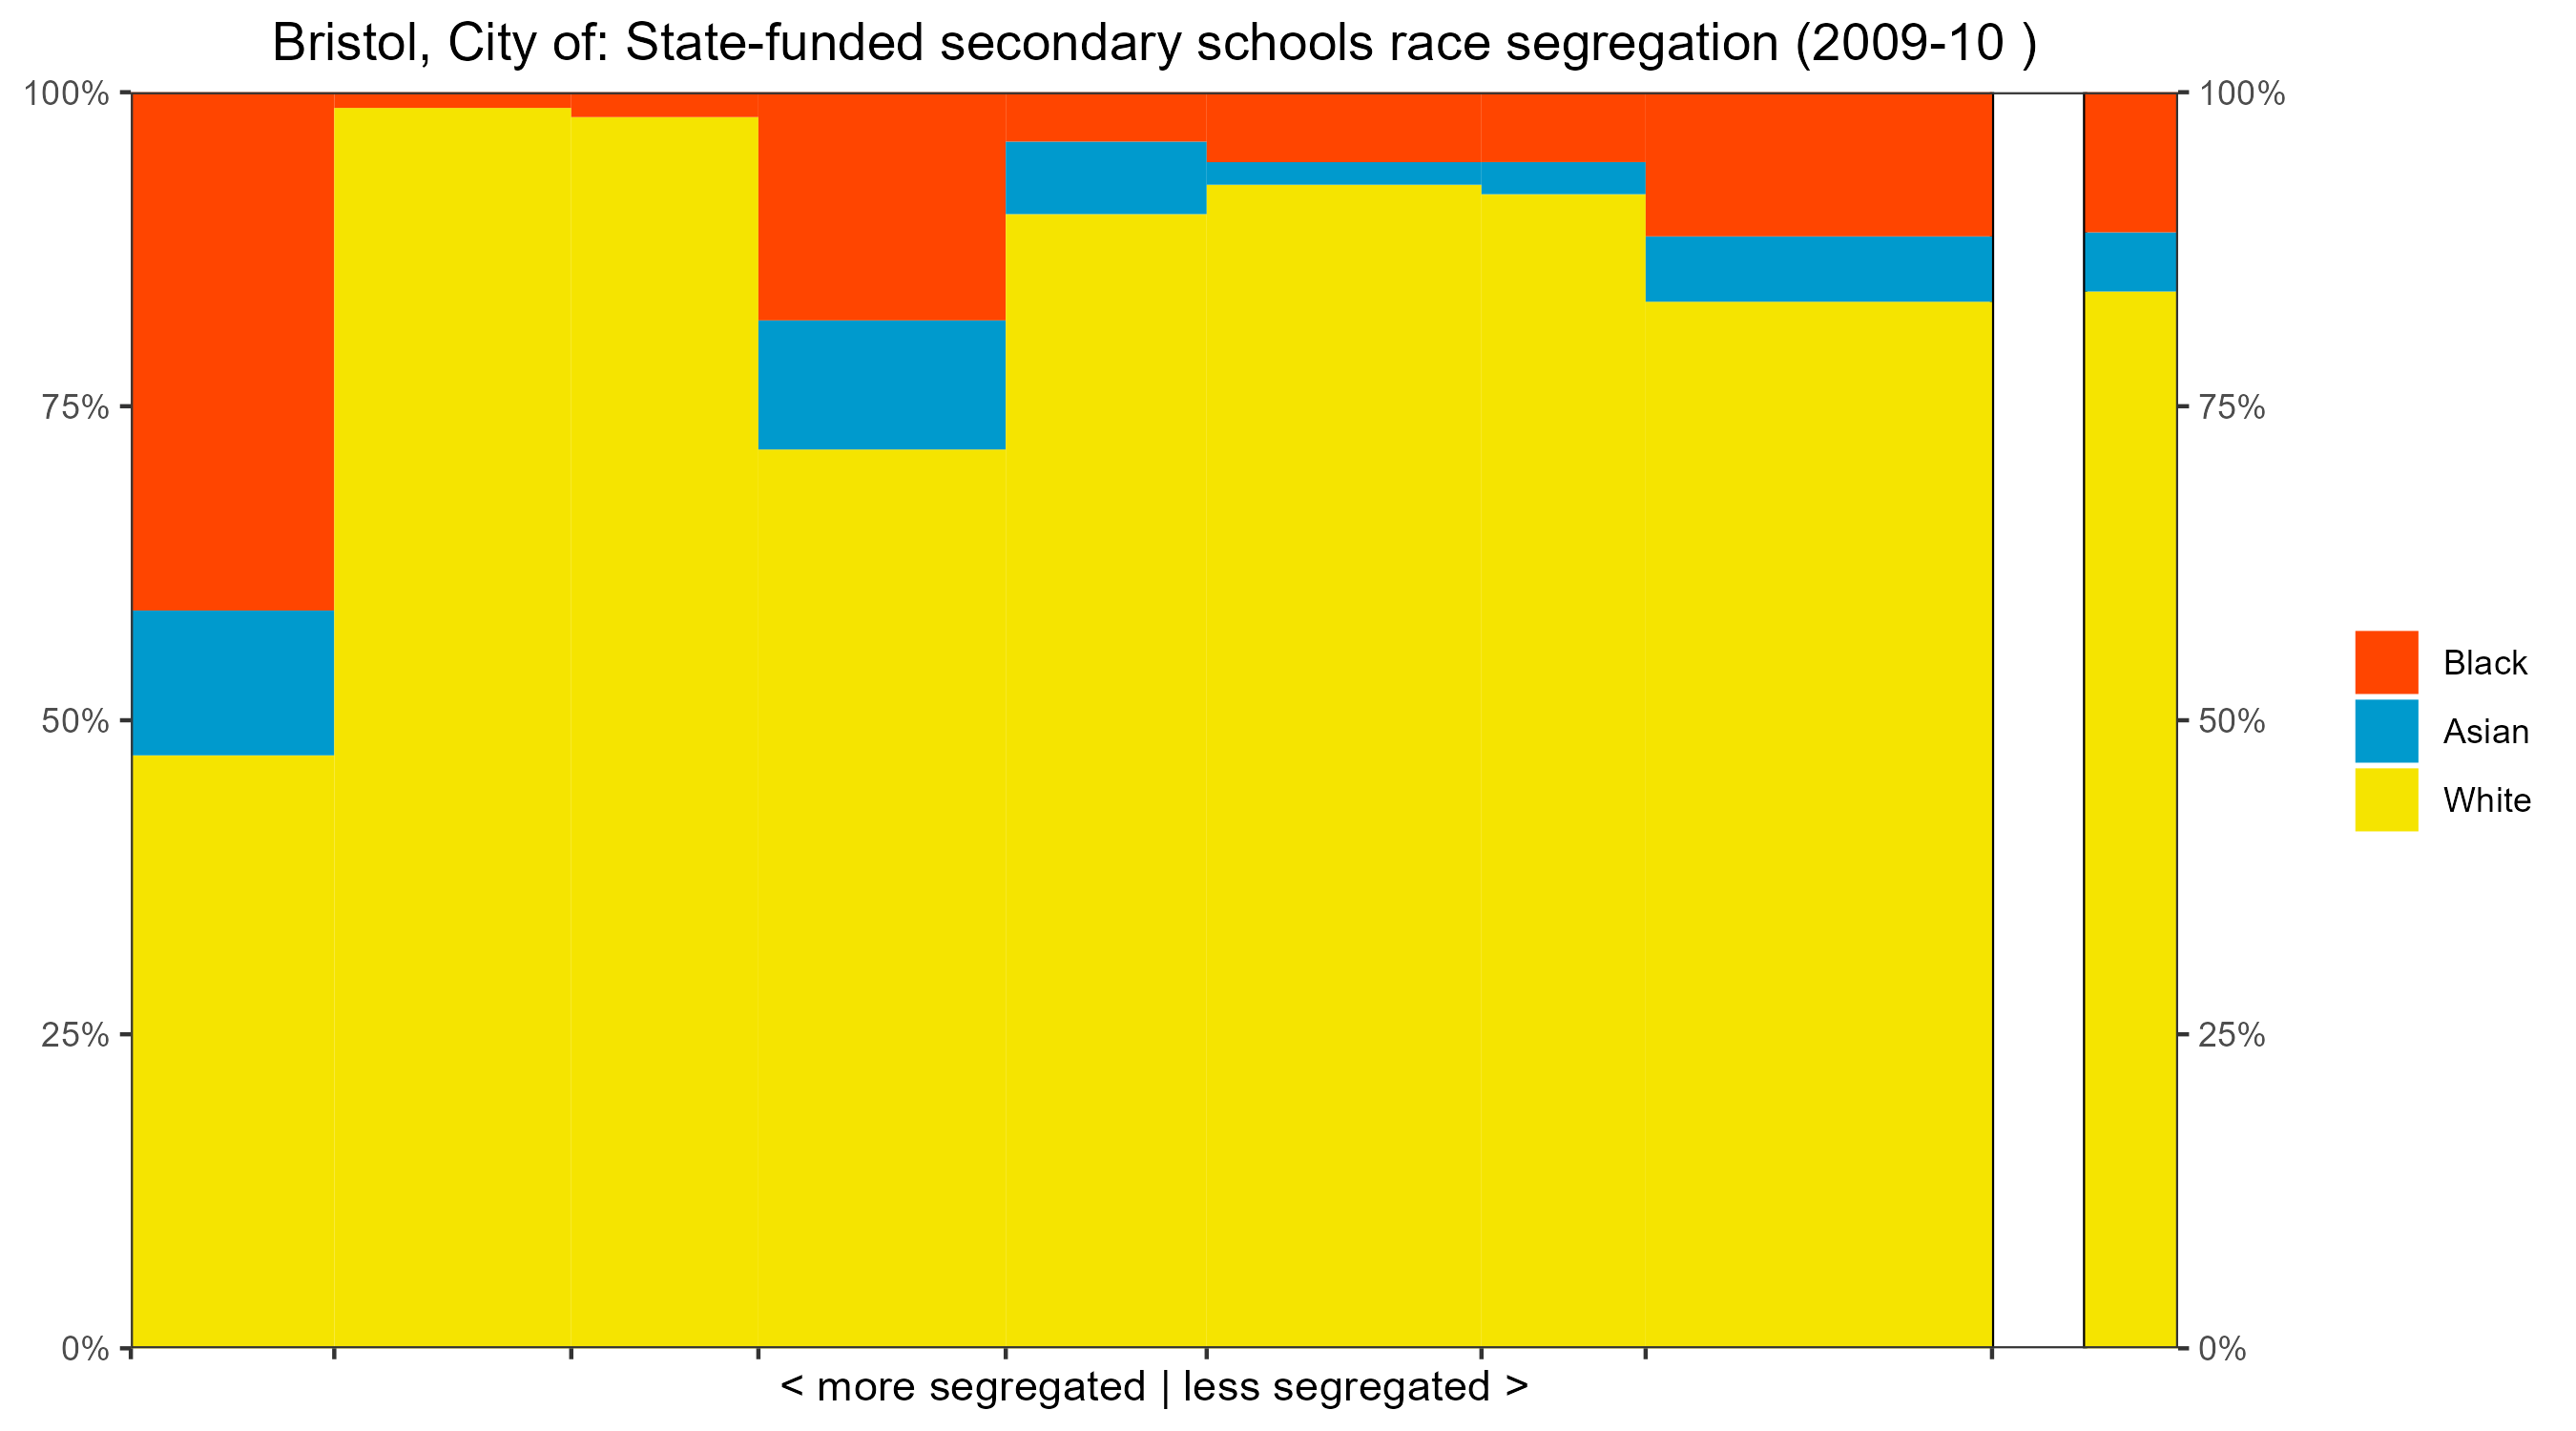 Bristol, City of: State-funded secondary schools race segregation (2009-10 )
100%
75%
50%
25%
0%
100%
75%
50%
25%
0%
Black
Asian
White
< more segregated | less segregated >